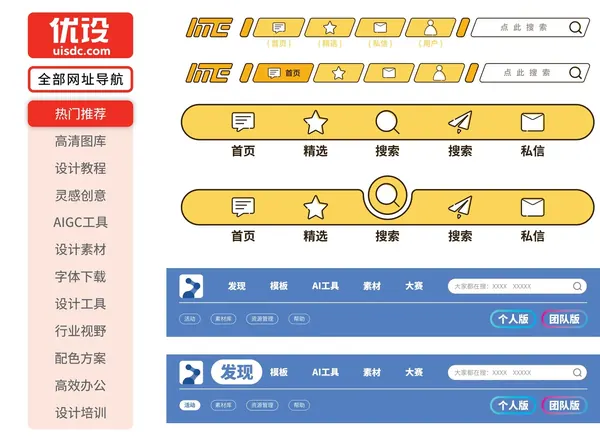 优设
uisdc.com
全部网址导航
热门推荐
高清图库
设计教程
灵感创意
AIGC工具
设计素材
字体下载
设计工具
行业视野
配色方案
高效办公
设计培训
点此搜索
(首页) (精选) (私信) (用户)
首页
点此搜索
首页 精选 搜索 搜索 私信
首页 精选 搜索 搜索 私信
发现 模板 AI工具 素材 大赛 大家都在搜：XXXX XXXXX
活动 素材库 资源管理 帮助 个人版 团队版
发现 模板 AI工具 素材 大赛 大家都在搜：XXXX XXXXX
活动 素材库 资源管理 帮助 个人版 团队版